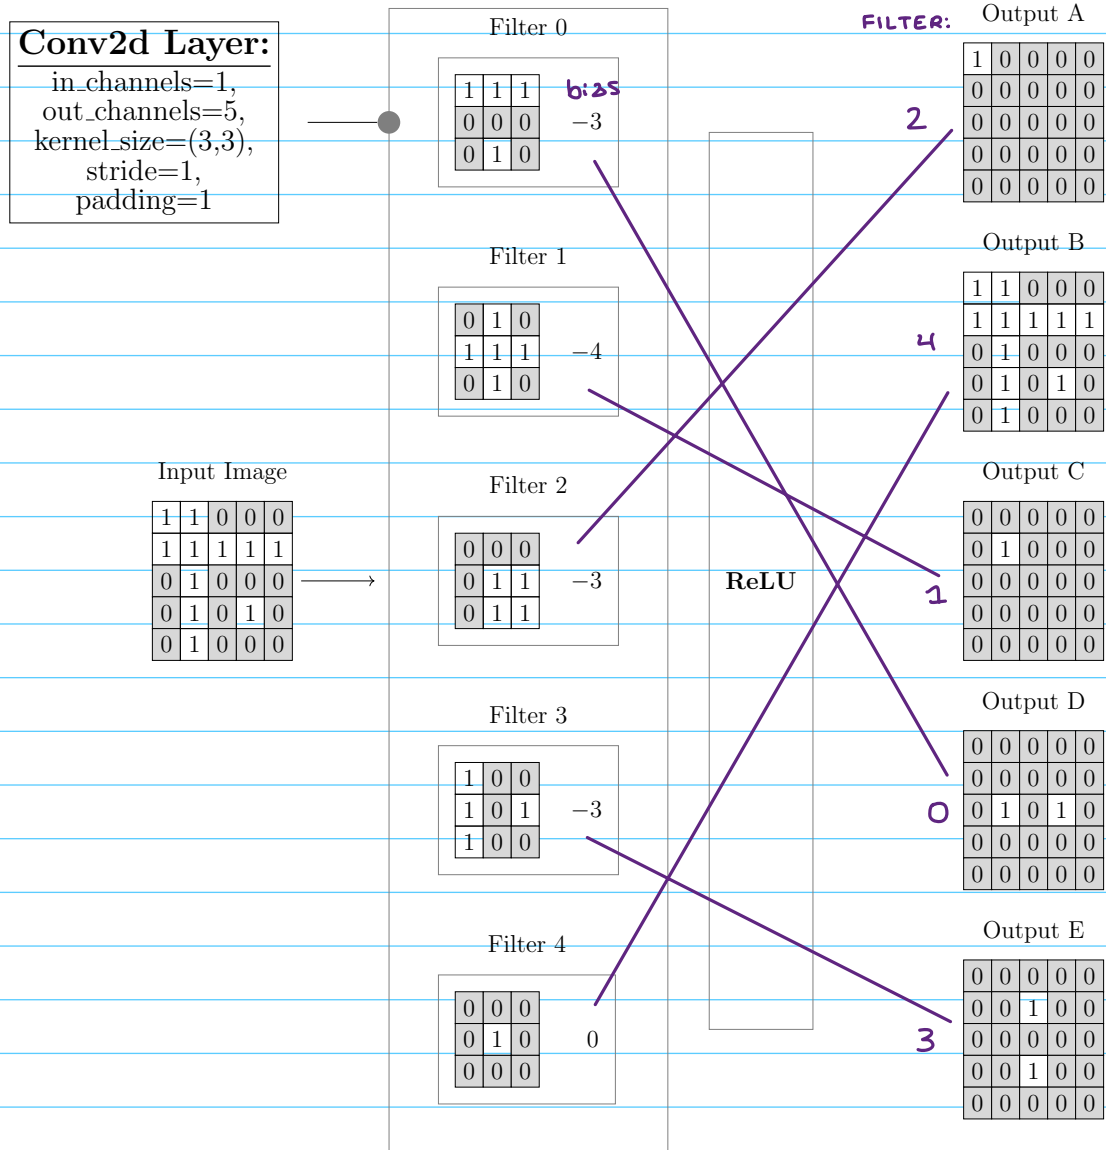 Conv2d Layer:
in_channels=1,
out_channels=5,
kernel_size=(3,3),
stride=1,
padding=1
Input Image
1 1 0 0 0
1 1 1 1 1
0 1 0 0 0
0 1 0 1 0
0 1 0 0 0
Filter 0
bias
1 1 1
0 0 0
0 1 0
−3
Filter 1
0 1 0
1 1 1
0 1 0
−4
Filter 2
0 0 0
0 1 1
0 1 1
−3
Filter 3
1 0 0
1 0 1
1 0 0
−3
Filter 4
0 0 0
0 1 0
0 0 0
0
ReLU
FILTER:
Output A
2
1 0 0 0 0
0 0 0 0 0
0 0 0 0 0
0 0 0 0 0
0 0 0 0 0
Output B
4
1 1 0 0 0
1 1 1 1 1
0 1 0 0 0
0 1 0 1 0
0 1 0 0 0
Output C
1
0 0 0 0 0
0 1 0 0 0
0 0 0 0 0
0 0 0 0 0
0 0 0 0 0
Output D
0
0 0 0 0 0
0 0 0 0 0
0 1 0 1 0
0 0 0 0 0
0 0 0 0 0
Output E
3
0 0 0 0 0
0 0 1 0 0
0 0 0 0 0
0 0 1 0 0
0 0 0 0 0